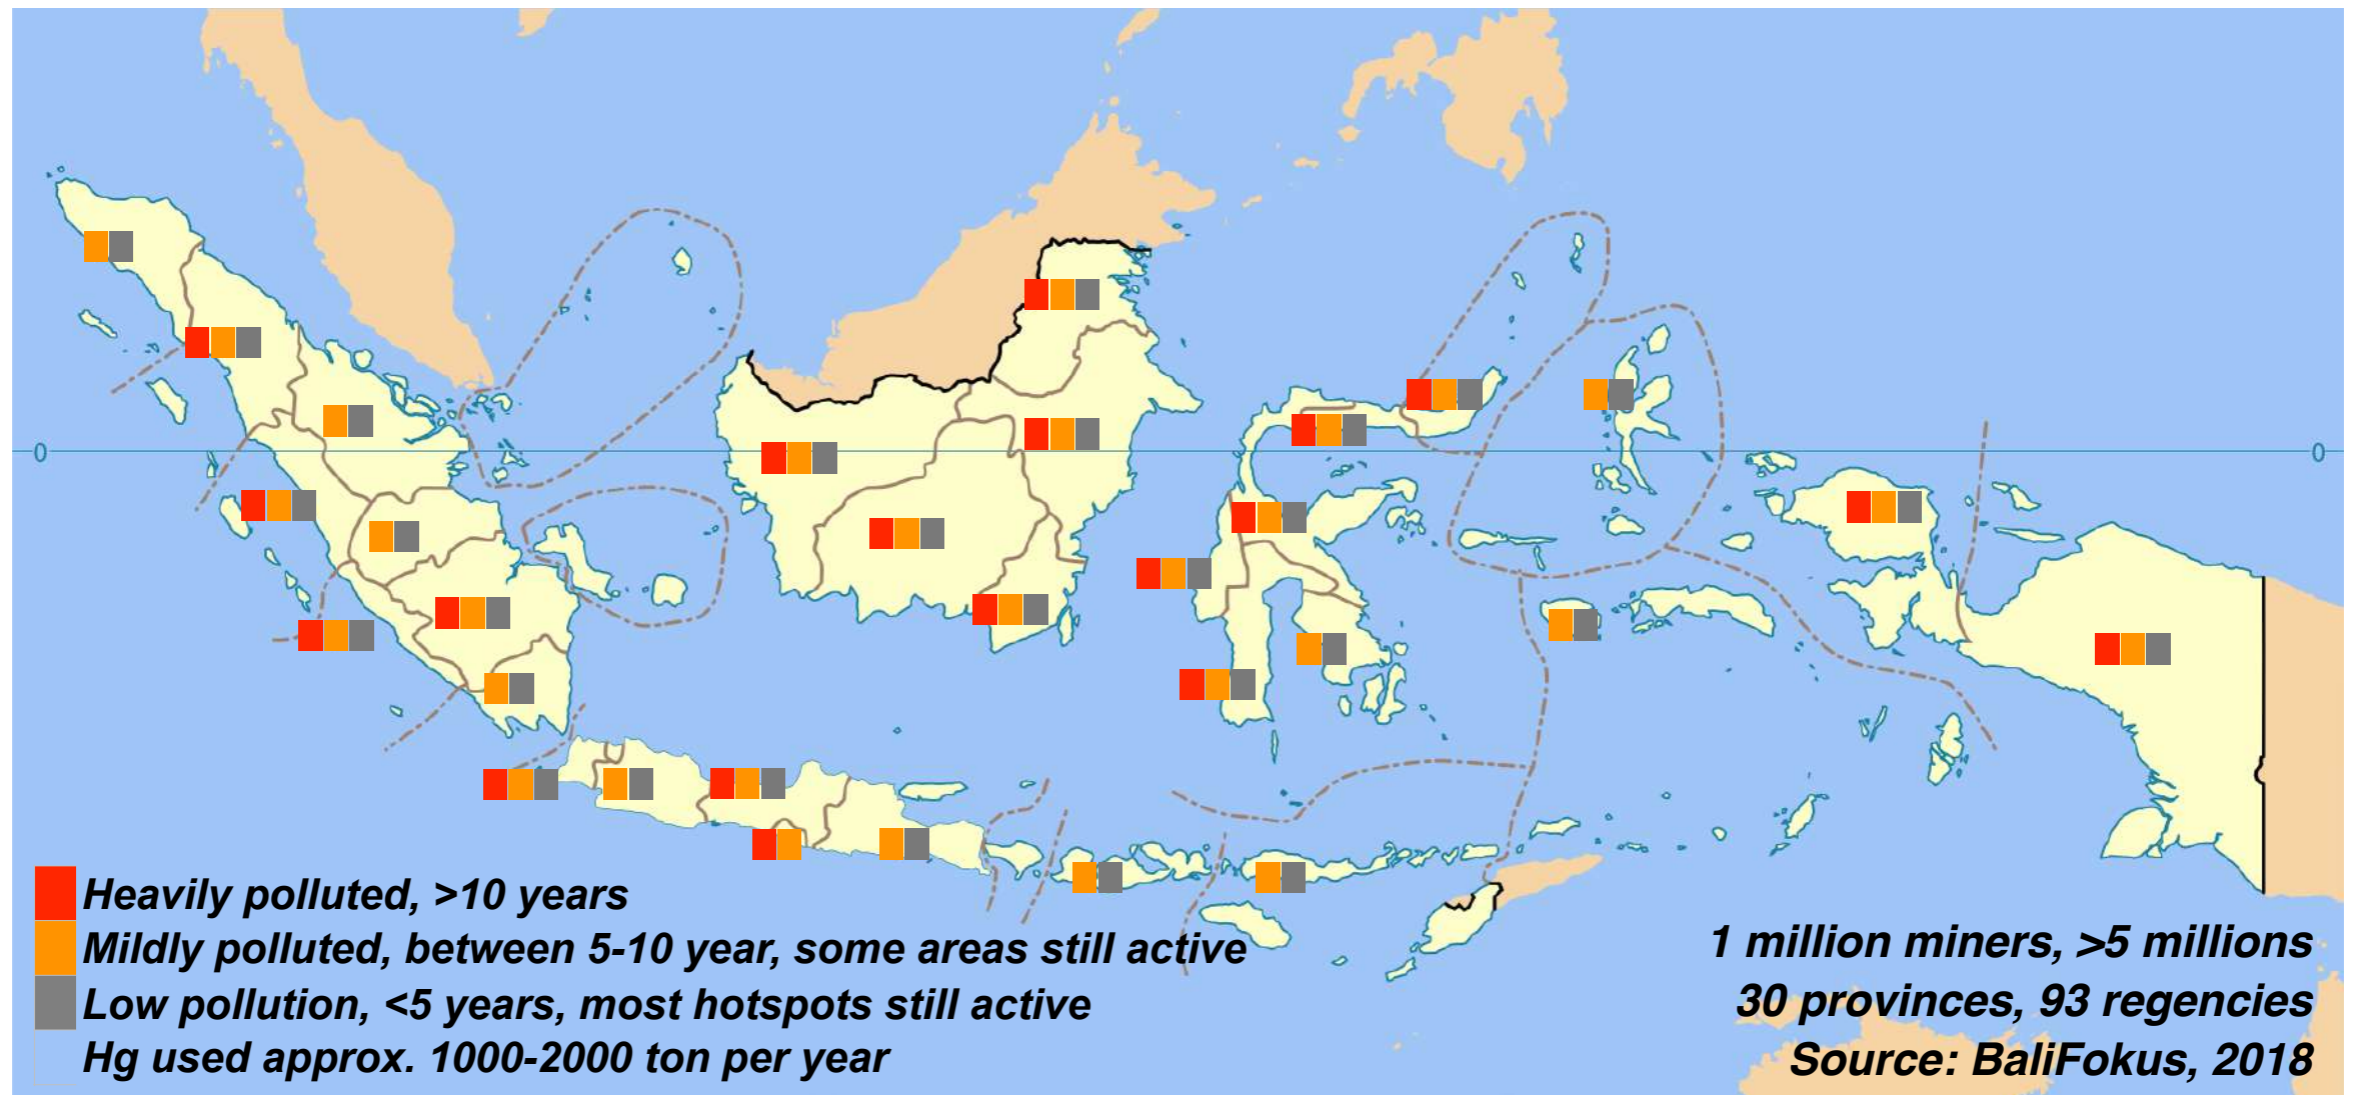 0
0
Heavily polluted, >10 years
Mildly polluted, between 5-10 year, some areas still active
Low pollution, <5 years, most hotspots still active
Hg used approx. 1000-2000 ton per year
1 million miners, >5 millions
30 provinces, 93 regencies
Source: BaliFokus, 2018